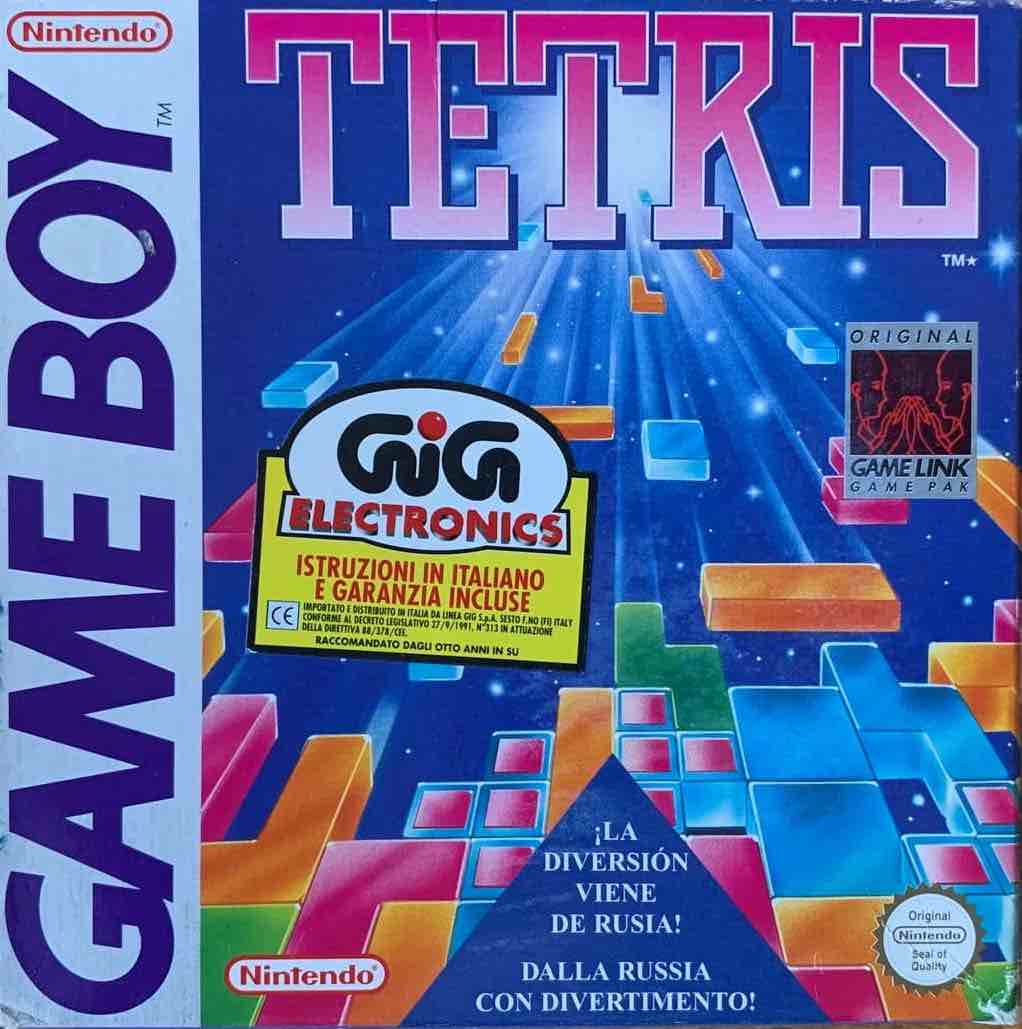 Nintendo®
GAME BOY
TM
TETRIS
TM★
ORIGINAL
GAME LINK
GAME PAK
GiG
ELECTRONICS
ISTRUZIONI IN ITALIANO
E GARANZIA INCLUSE
CE
IMPORTATO E DISTRIBUITO IN ITALIA DA LINEA GIG S.p.A. SESTO F.NO (FI) ITALY
CONFORME AL DECRETO LEGISLATIVO 27/9/1991, N°313 IN ATTUAZIONE
DELLA DIRETTIVA 88/378/CEE.
RACCOMANDATO DAGLI OTTO ANNI IN SU
¡LA
DIVERSIÓN
VIENE
DE RUSIA!
DALLA RUSSIA
CON DIVERTIMENTO!
Nintendo®
Original
Nintendo
Seal of
Quality